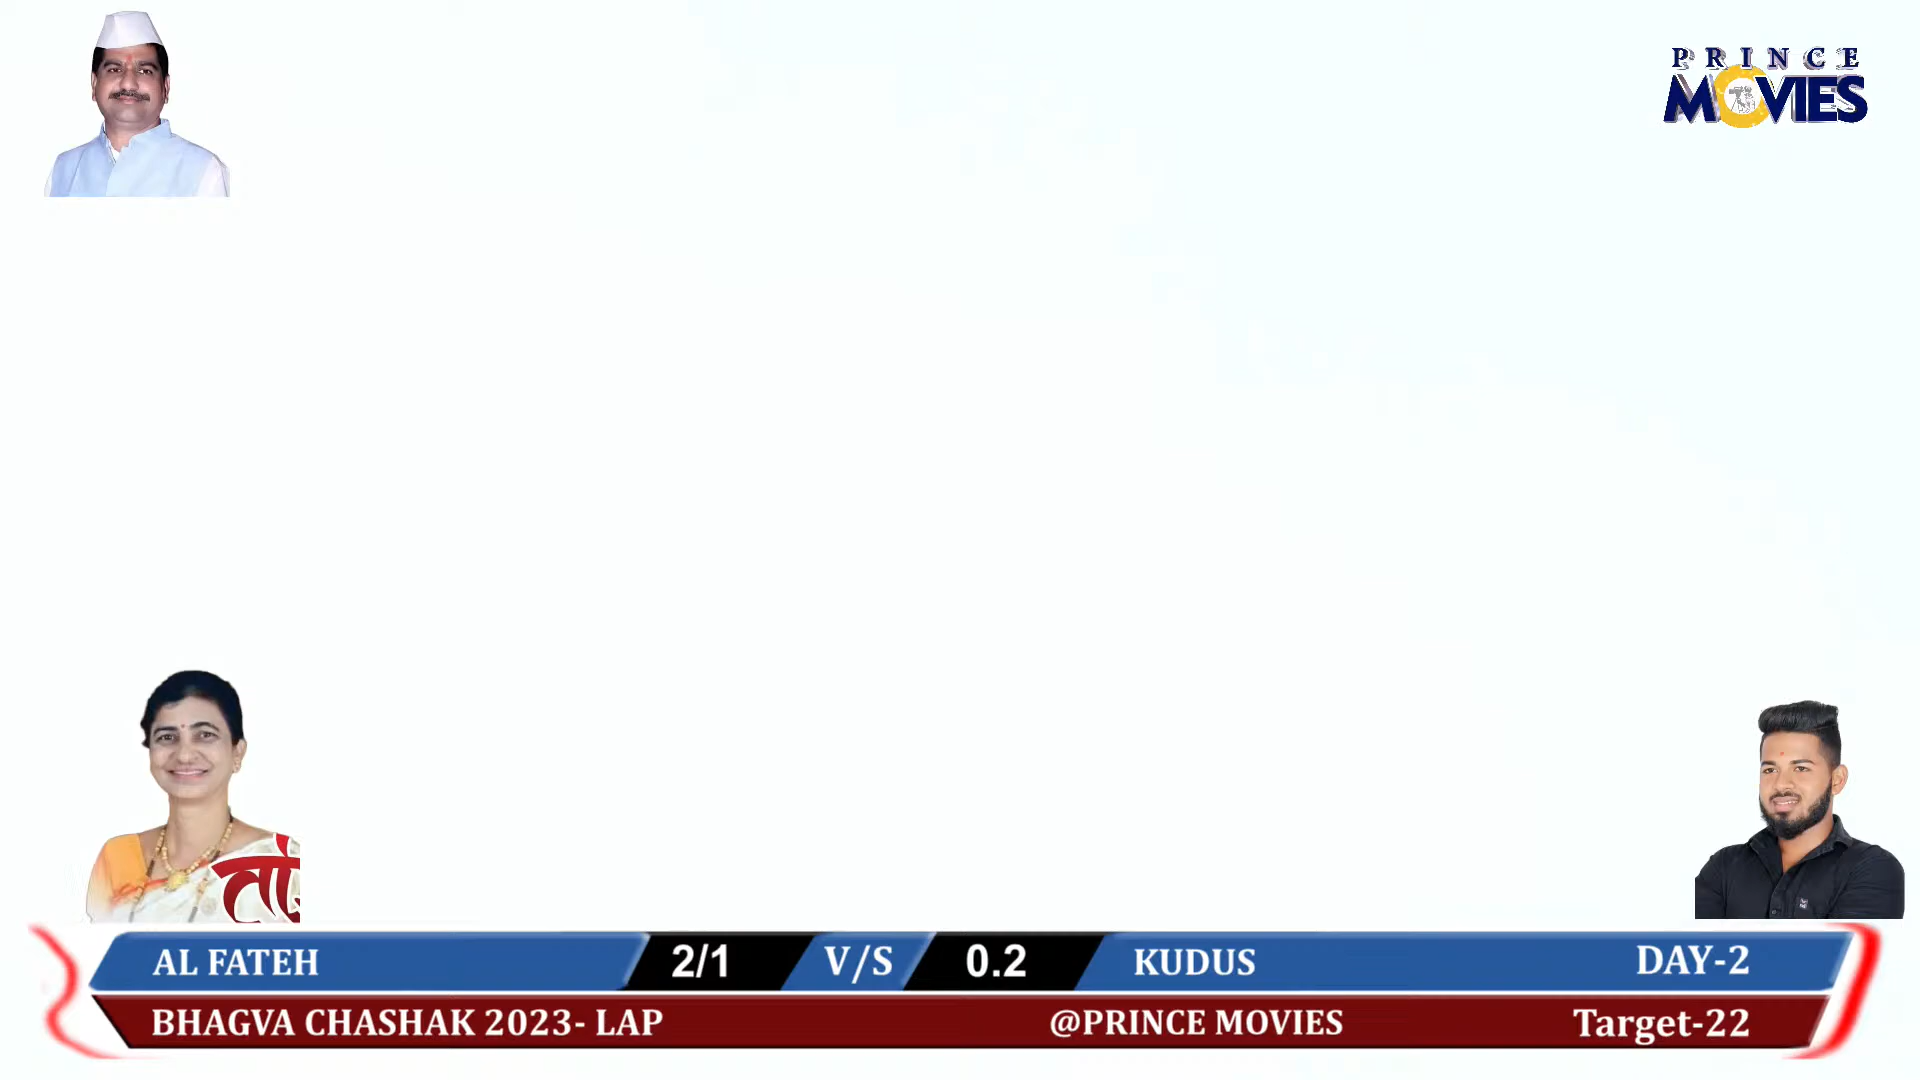 PRINCE
MOVIES
AL FATEH 2/1 V/S 0.2 KUDUS DAY-2
BHAGVA CHASHAK 2023- LAP @PRINCE MOVIES Target-22